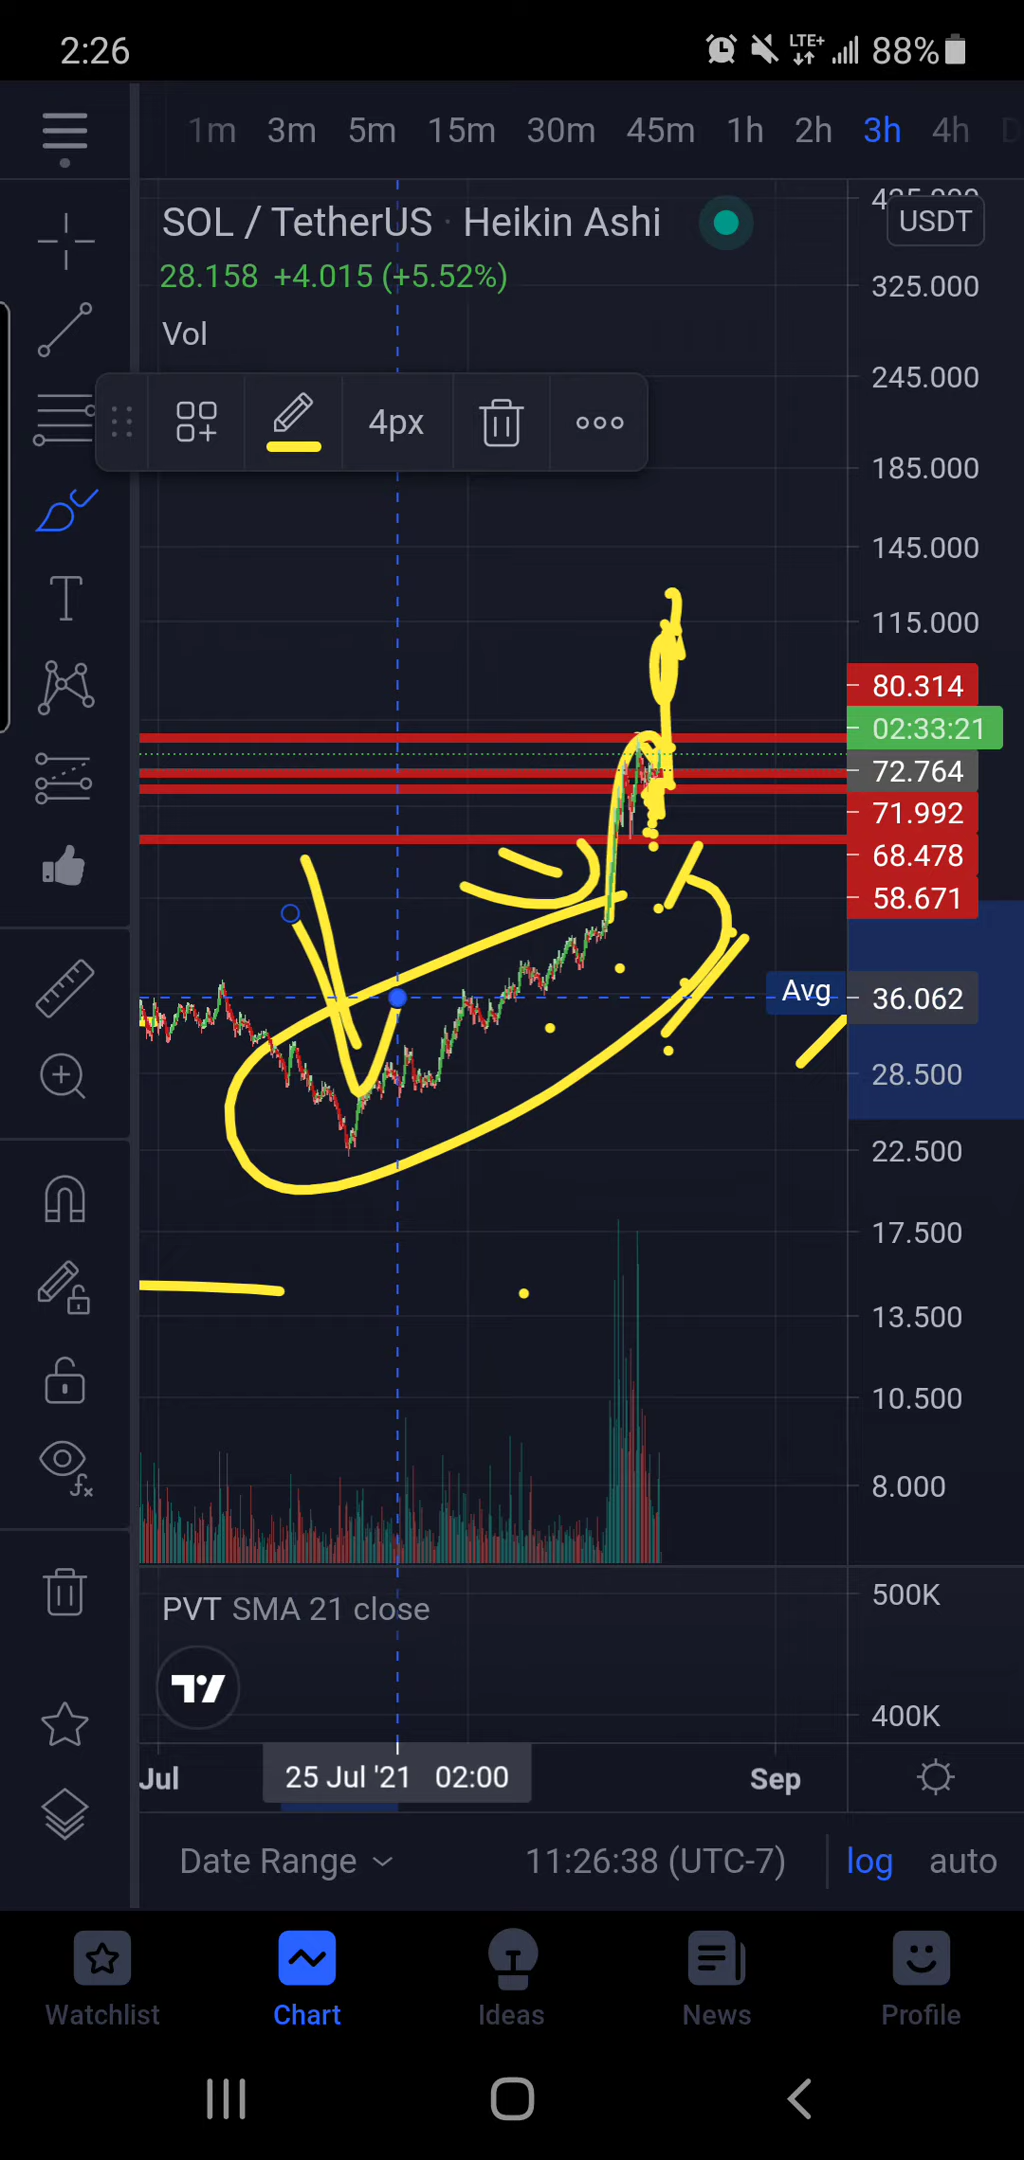 2:26 LTE+ 88%
1m 3m 5m 15m 30m 45m 1h 2h 3h 4h D
SOL / TetherUS · Heikin Ashi
USDT
28.158 +4.015 (+5.52%)
Vol
4px
325.000
245.000
185.000
145.000
115.000
80.314
02:33:21
72.764
71.992
68.478
58.671
Avg 36.062
28.500
22.500
17.500
13.500
10.500
8.000
PVT SMA 21 close
500K
400K
Jul 25 Jul '21 02:00 Sep
Date Range 11:26:38 (UTC-7) log auto
Watchlist Chart Ideas News Profile